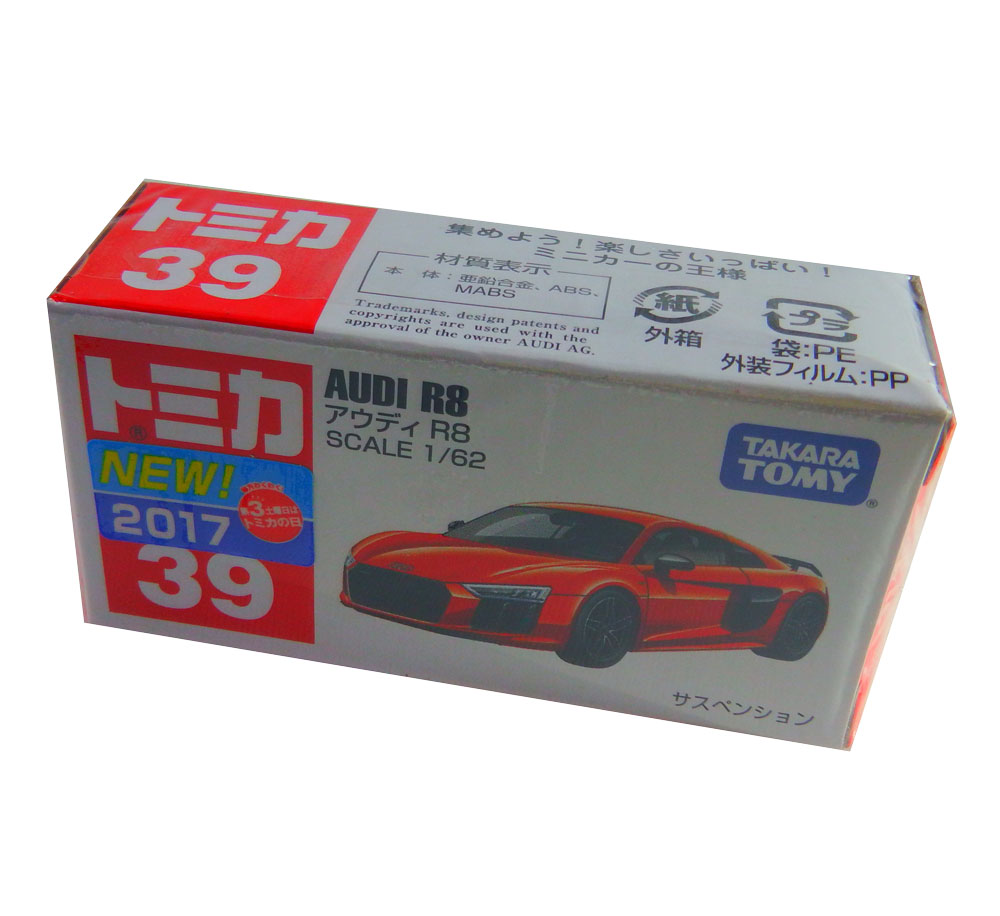 トミカ
39
集めよう！楽しさいっぱい！
ミニカーの王様
材質表示
本 体：亜鉛合金、ABS、
MABS
Trademarks, design patents and
copyrights are used with the
approval of the owner AUDI AG.
紙
外箱
プラ
袋:PE
外装フィルム:PP
トミカ®
NEW!
2017
第3土曜日は
トミカの日
39
AUDI R8
アウディ R8
SCALE 1/62
TAKARA
TOMY®
サスペンション